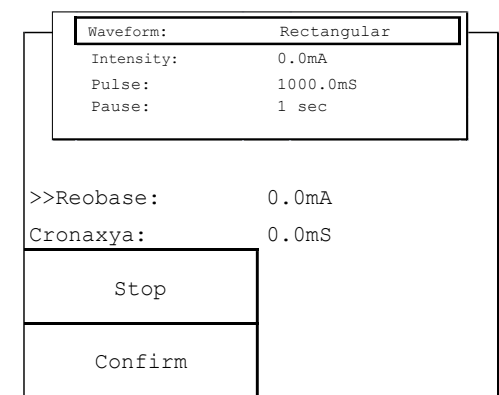 Waveform: Rectangular
Intensity: 0.0mA
Pulse: 1000.0mS
Pause: 1 sec
>>Reobase: 0.0mA
Cronaxya: 0.0mS
Stop
Confirm